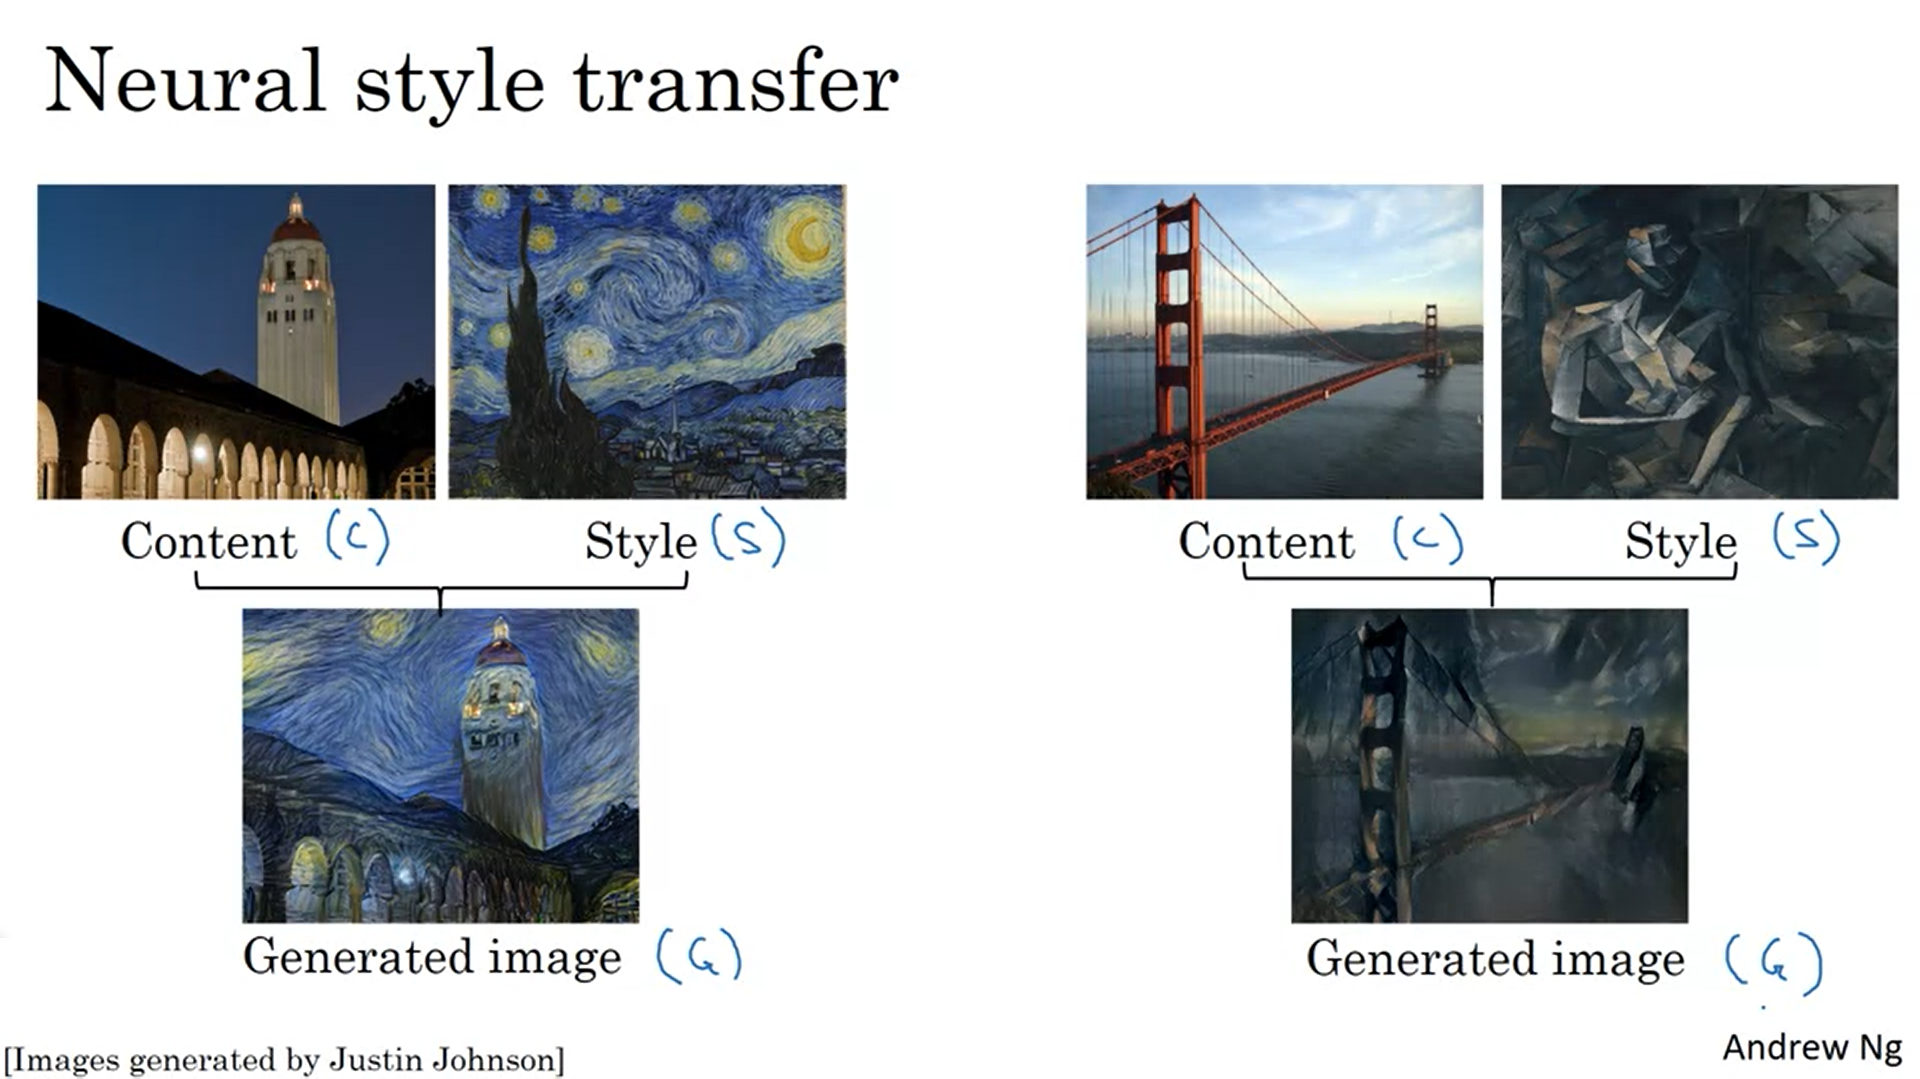 Neural style transfer
Content (C)
Style (S)
Content (C)
Style (S)
Generated image (G)
Generated image (G)
[Images generated by Justin Johnson]
Andrew Ng